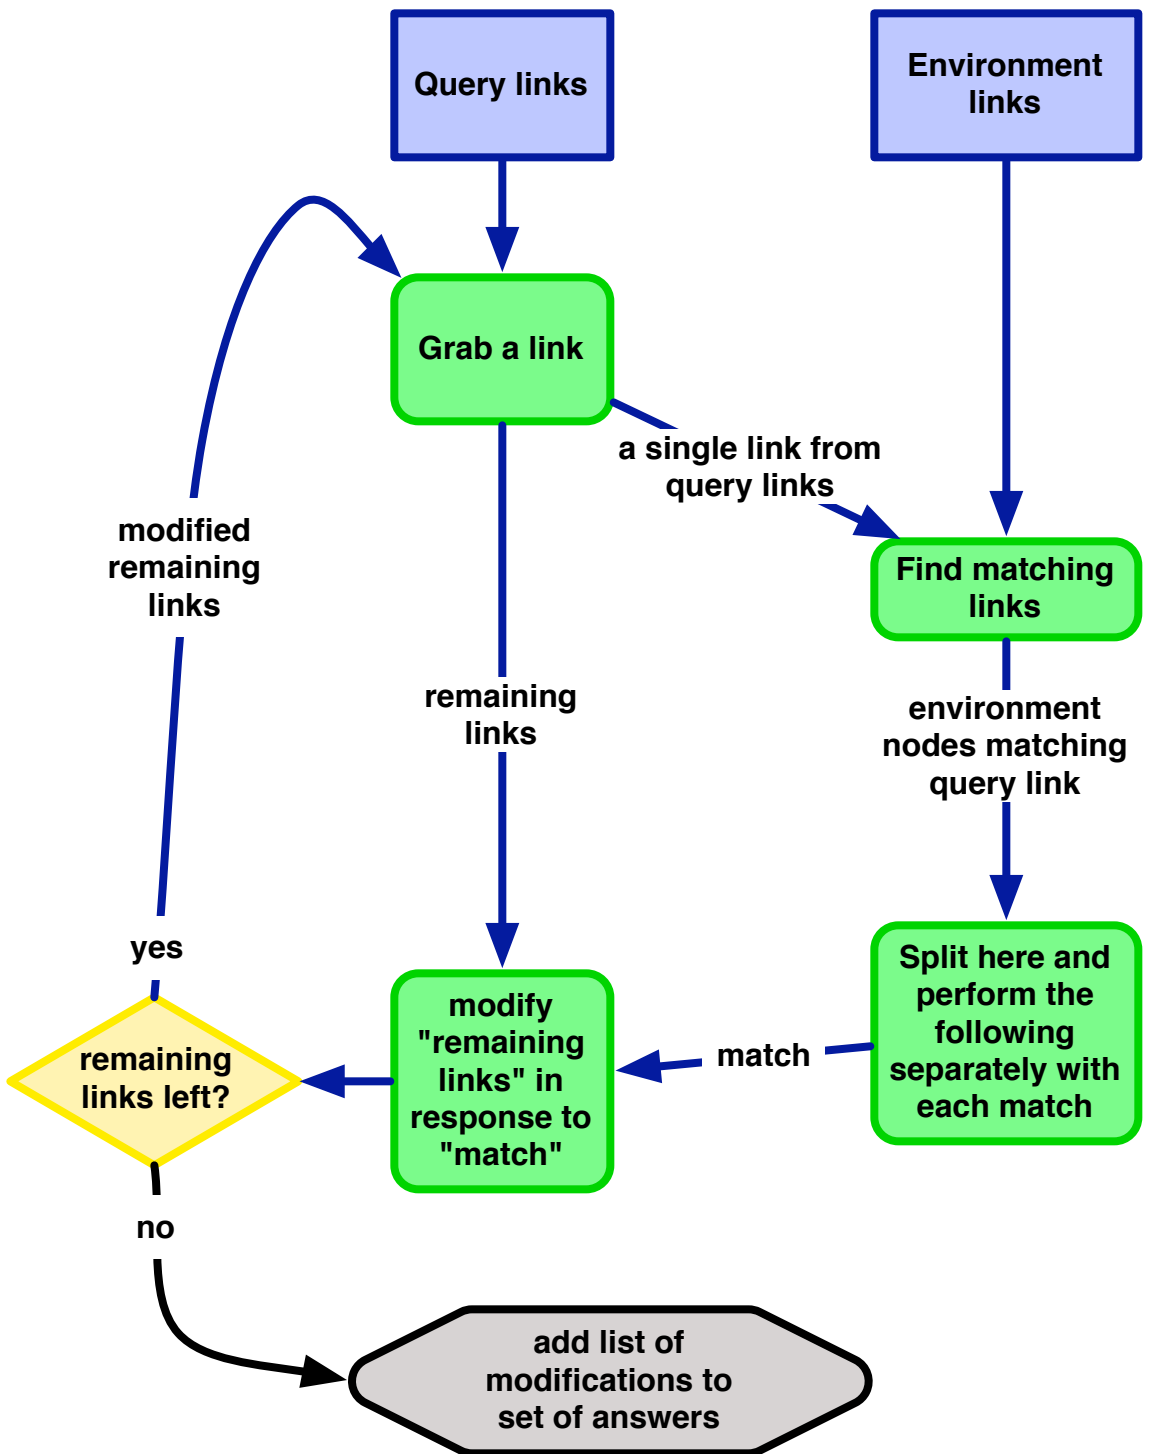 Query links
Environment
links
Grab a link
a single link from
query links
modified
remaining
links
Find matching
links
remaining
links
environment
nodes matching
query link
yes
Split here and
perform the
following
separately with
each match
modify
"remaining
links" in
response to
"match"
match
remaining
links left?
no
add list of
modifications to
set of answers